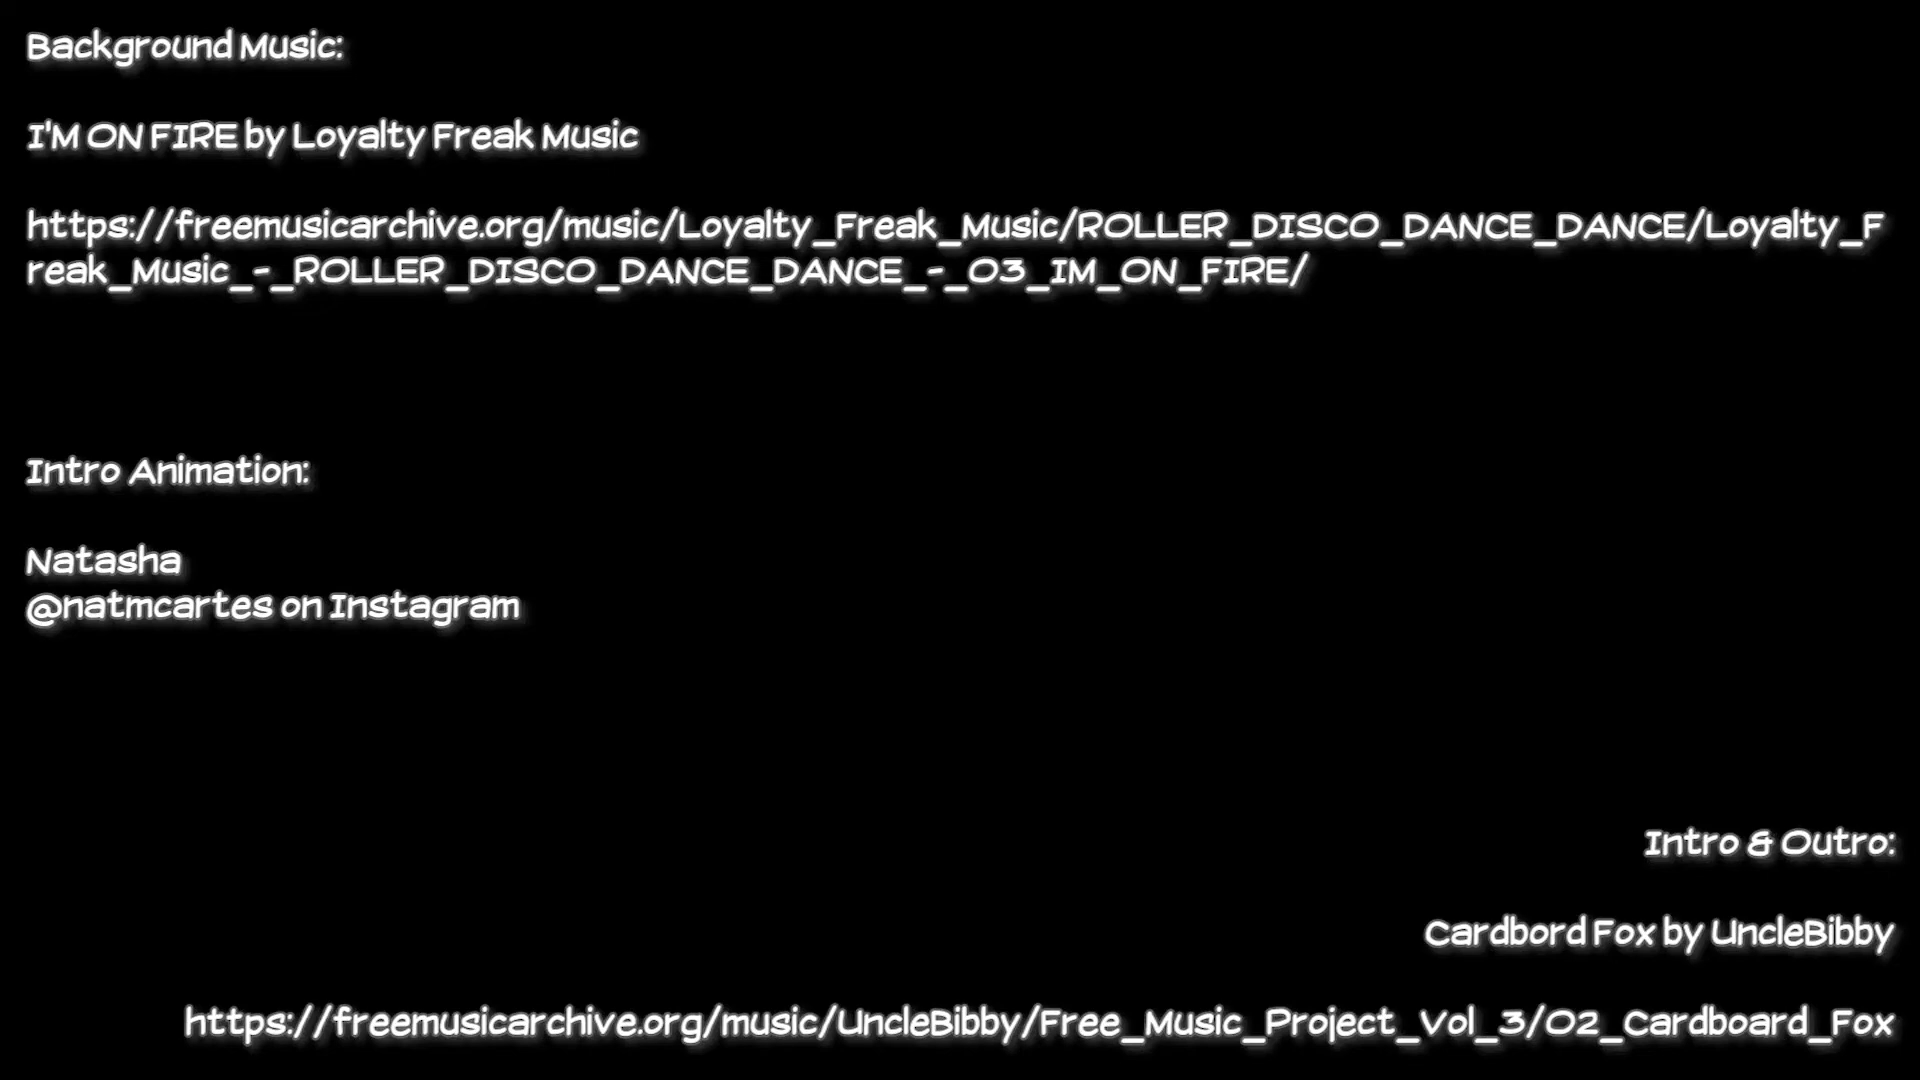 Background Music:
I'M ON FIRE by Loyalty Freak Music
https://freemusicarchive.org/music/Loyalty_Freak_Music/ROLLER_DISCO_DANCE_DANCE/Loyalty_F
reak_Music_-_ROLLER_DISCO_DANCE_DANCE_-_03_IM_ON_FIRE/
Intro Animation:
Natasha
@natmcartes on Instagram
Intro & Outro:
Cardbord Fox by UncleBibby
https://freemusicarchive.org/music/UncleBibby/Free_Music_Project_Vol_3/02_Cardboard_Fox